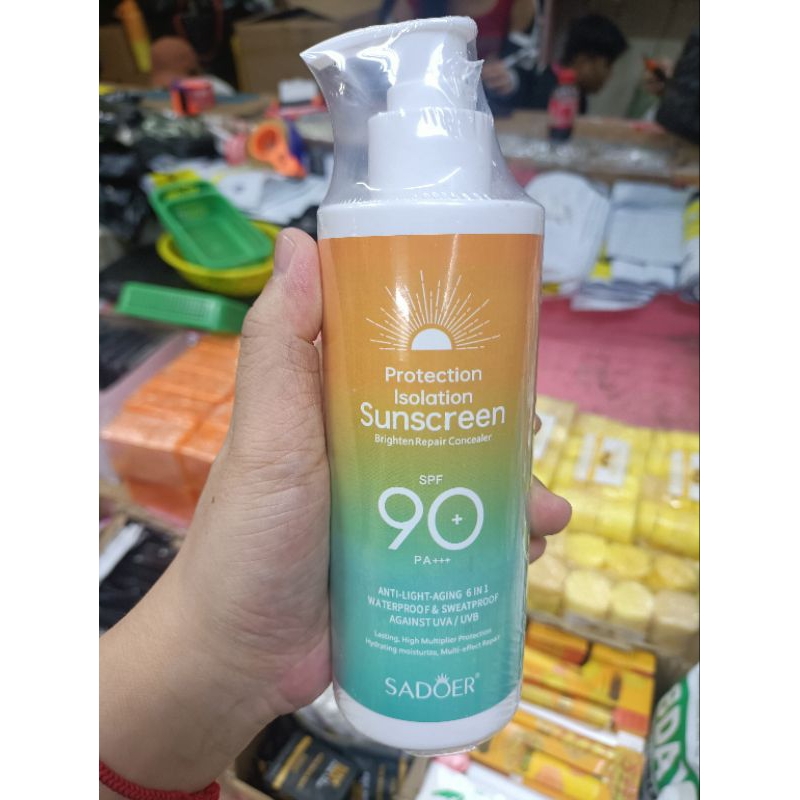 Protection
Isolation
Sunscreen
Brighten Repair Concealer
SPF
90+
PA+++
ANTI-LIGHT-AGING 6 IN 1
WATERPROOF & SWEATPROOF
AGAINST UVA / UVB
Lasting, High Multiplier Protection
Hydrating moisturize, Multi-effect Repair
SADOER®